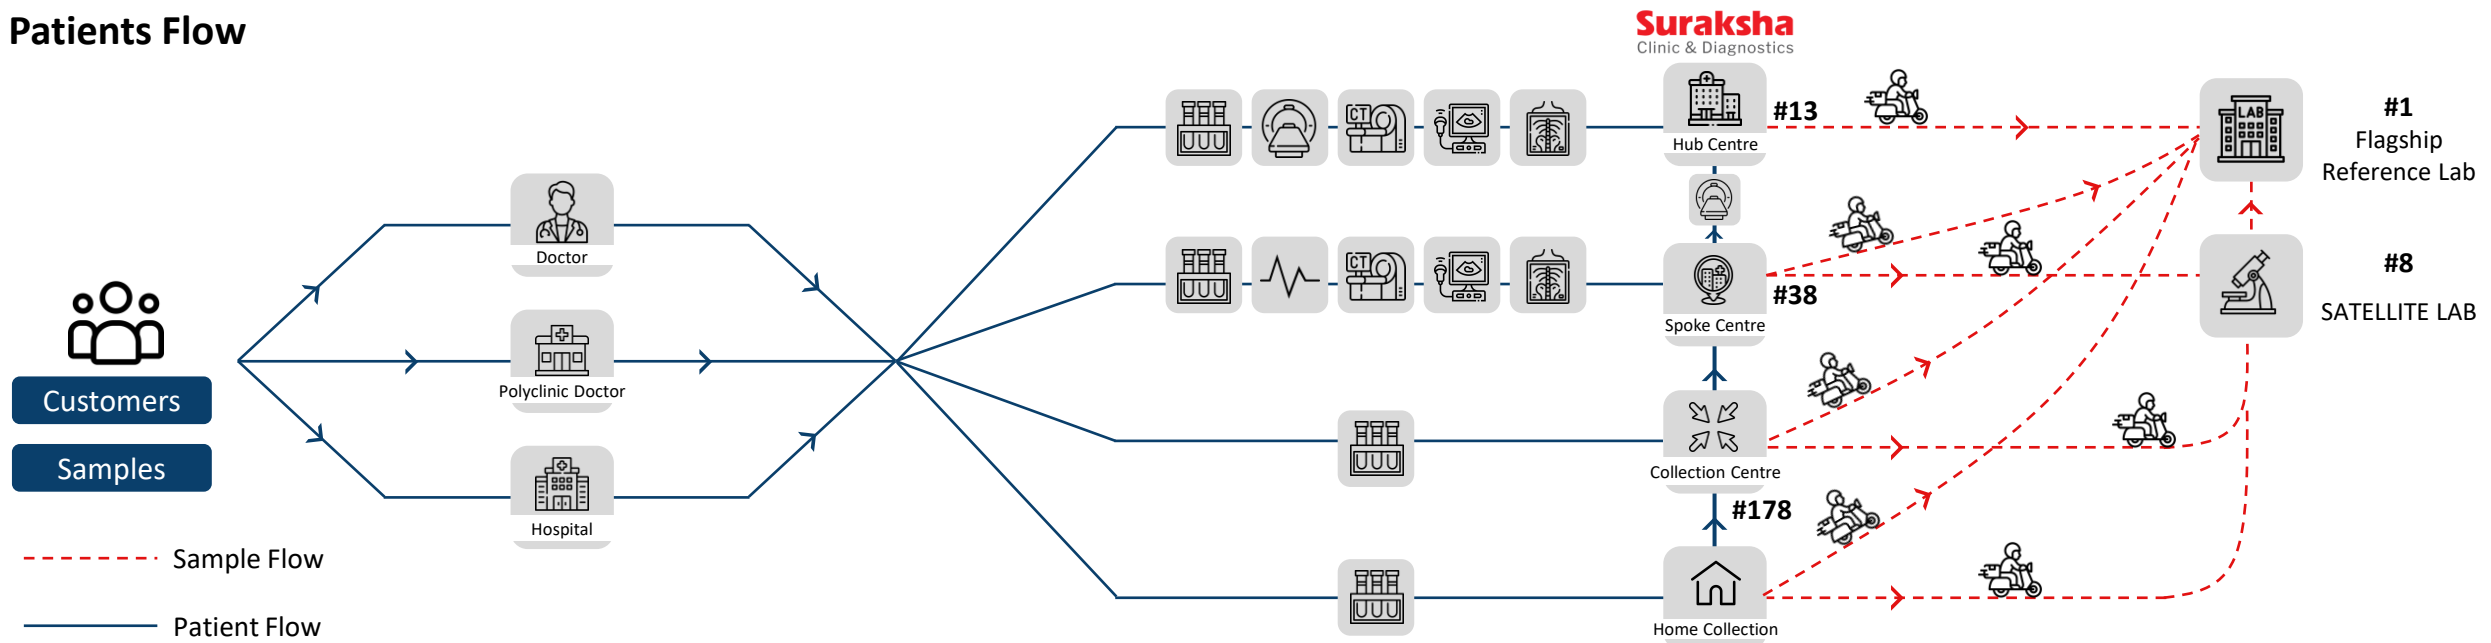 Patients Flow
Suraksha
Clinic & Diagnostics
CT
#13
Hub Centre
LAB
#1
Flagship
Reference Lab
Doctor
CT
#38
Spoke Centre
#8
SATELLITE LAB
Customers
Samples
Polyclinic Doctor
Collection Centre
#178
Hospital
Sample Flow
Patient Flow
Home Collection